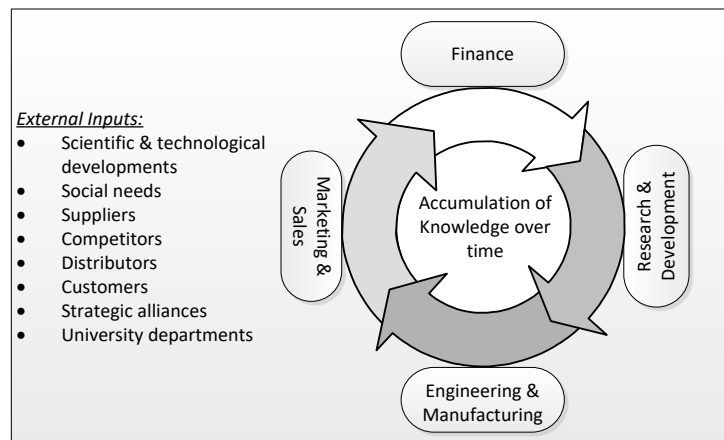 Finance
External Inputs:
• Scientific & technological
developments
• Social needs
• Suppliers
• Competitors
• Distributors
• Customers
• Strategic alliances
• University departments
Marketing &
Sales
Accumulation of
Knowledge over
time
Research &
Development
Engineering &
Manufacturing